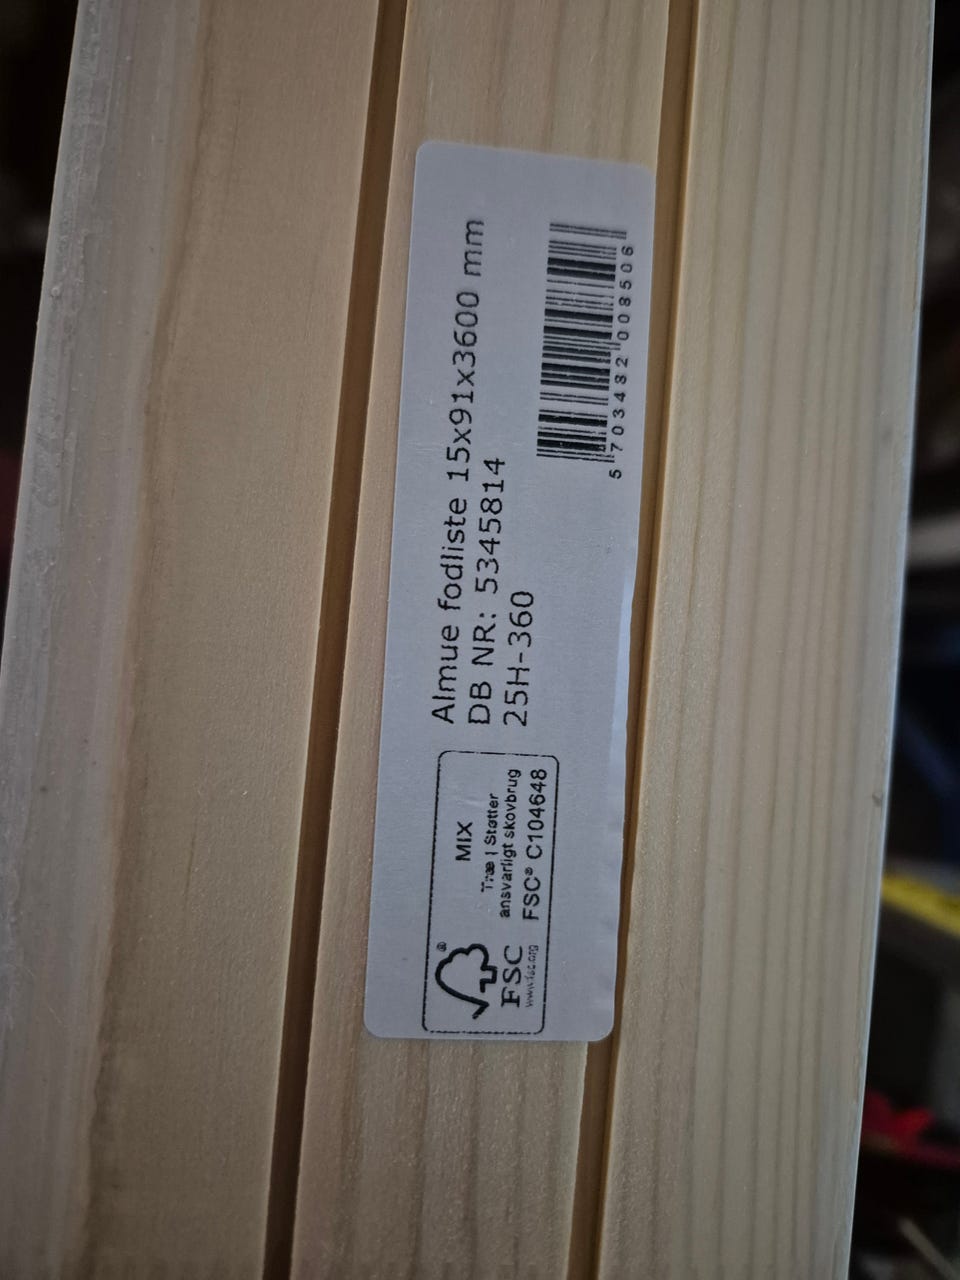 Almue fodliste 15x91x3600 mm
DB NR: 5345814
25H-360
5 703482 008506
®
FSC
www.fsc.org
MIX
Træ | Støtter
ansvarligt skovbrug
FSC® C104648